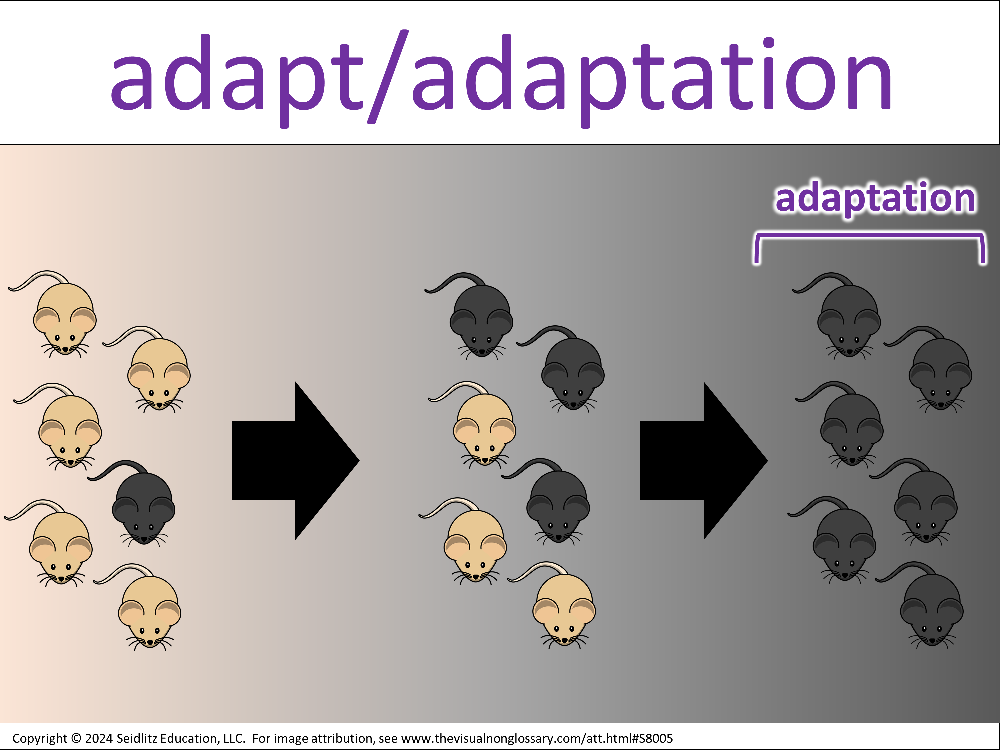 adapt/adaptation
adaptation
Copyright © 2024 Seidlitz Education, LLC.  For image attribution, see www.thevisualnonglossary.com/att.html#S8005